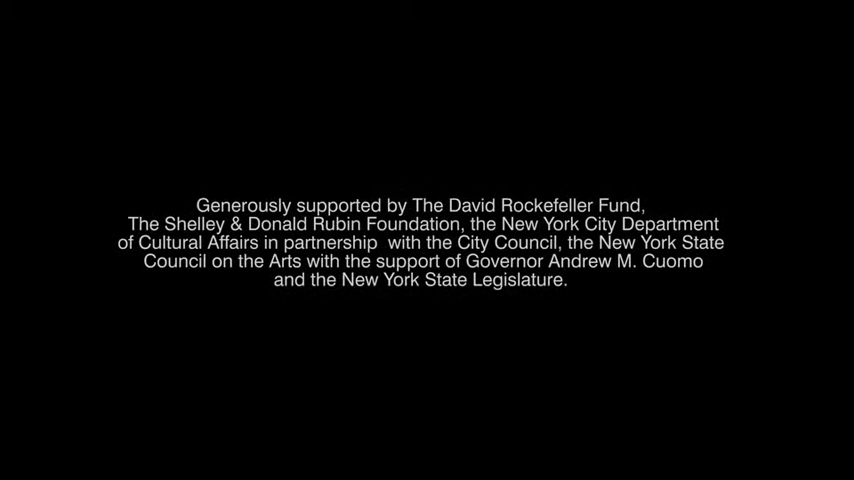 Generously supported by The David Rockefeller Fund,
The Shelley & Donald Rubin Foundation, the New York City Department
of Cultural Affairs in partnership  with the City Council, the New York State
Council on the Arts with the support of Governor Andrew M. Cuomo
and the New York State Legislature.